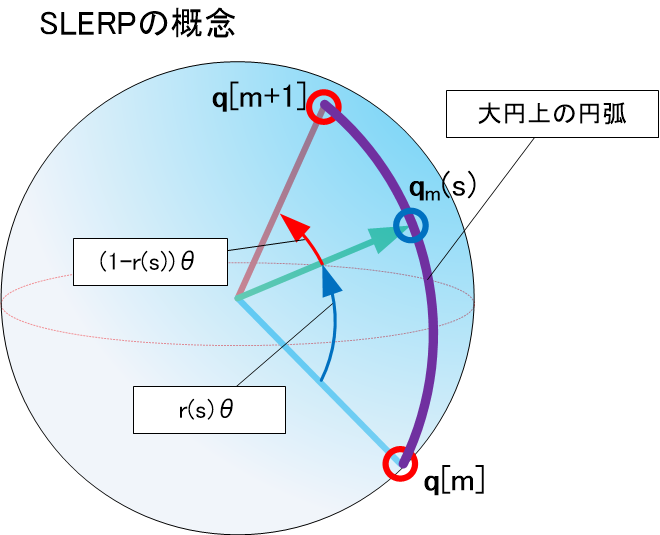 SLERPの概念
q[m+1]
大円上の円弧
qm(s)
(1-r(s))θ
r(s)θ
q[m]